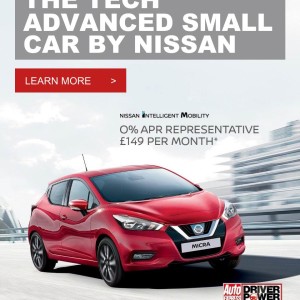 THE TECH
ADVANCED SMALL
CAR BY NISSAN
LEARN MORE >
NISSAN INTELLIGENT MOBILITY
0% APR REPRESENTATIVE
£149 PER MONTH*
MICRA
Auto
DRIVER
POWER